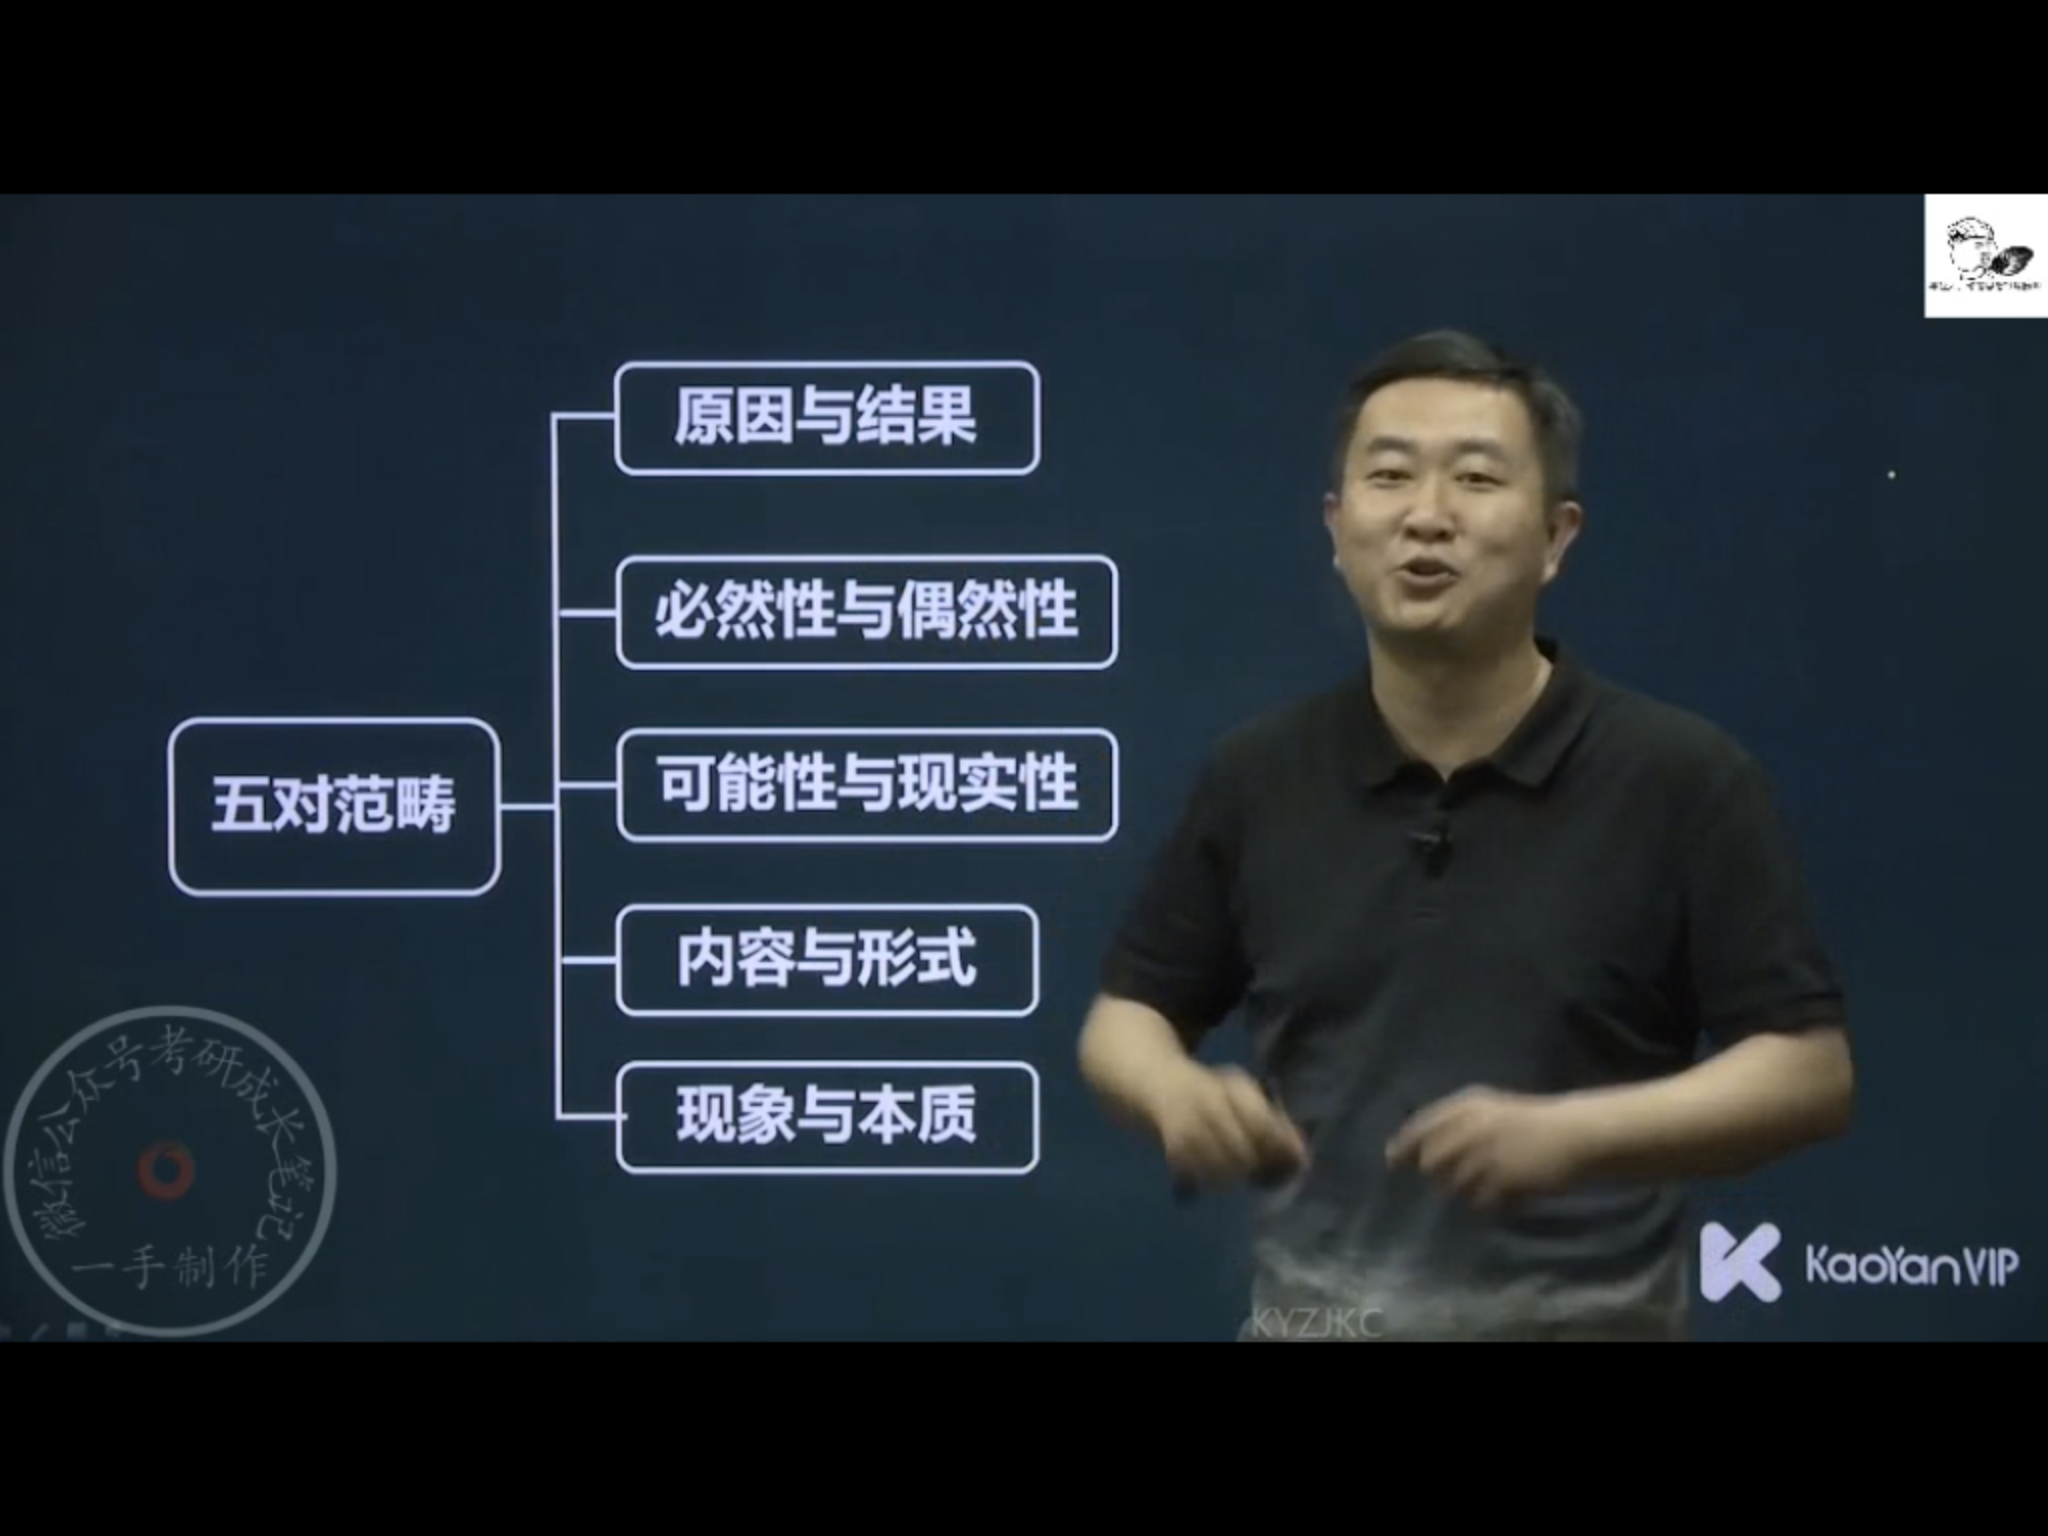 原因与结果
必然性与偶然性
可能性与现实性
五对范畴
内容与形式
现象与本质
微信公众号考研成长笔记
一手制作
KaoYanVIP
KYZJKC